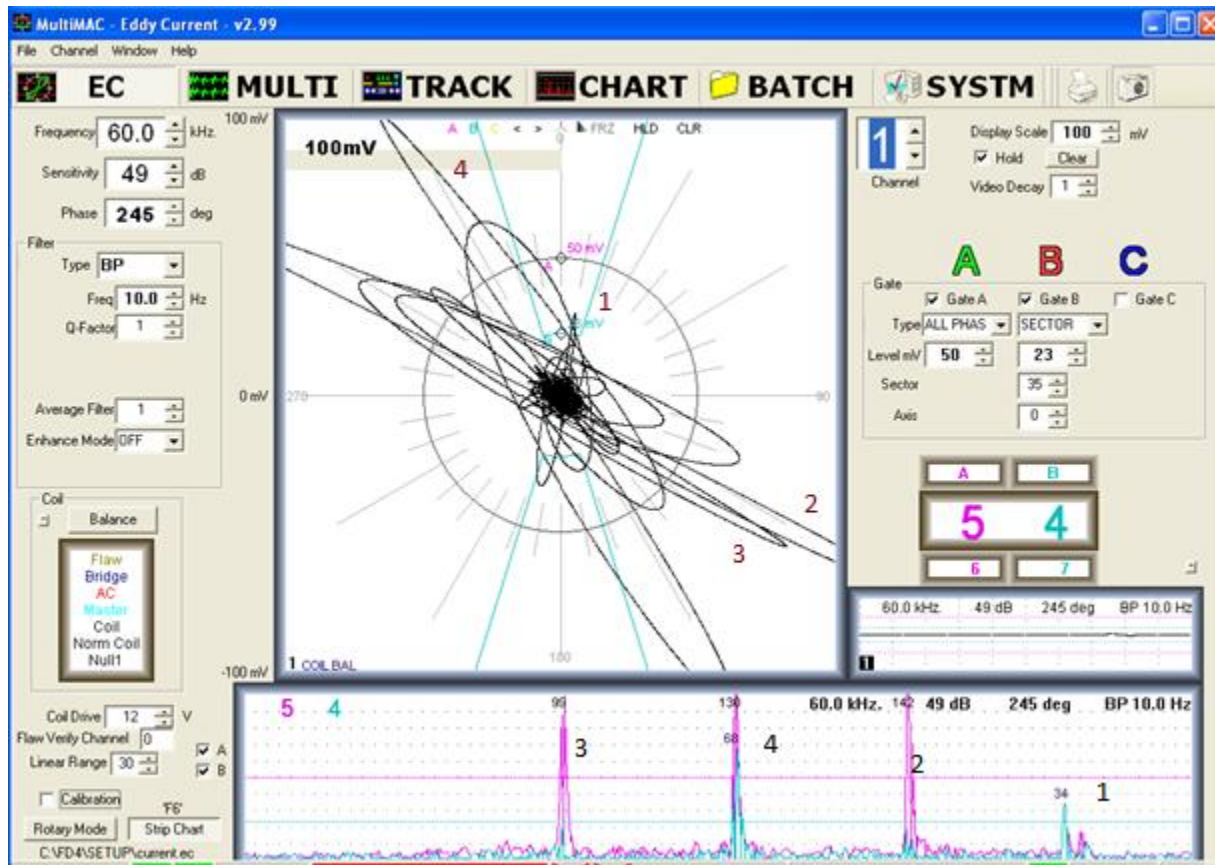 MultiMAC - Eddy Current - v2.99
File Channel Window Help
EC MULTI TRACK CHART BATCH SYSTM
Frequency 60.0 kHz.
Sensitivity 49 dB
Phase 245 deg
Filter
Type BP
Freq 10.0 Hz
Q-Factor 1
Average Filter 1
Enhance Mode OFF
Coil
Balance
Flaw
Bridge
AC
Master
Coil
Norm Coil
Null1
Coil Drive 12 V
Flaw Verify Channel 0
Linear Range 30
A
B
Calibration
'F6'
Rotary Mode Strip Chart
C:\FD4\SETUP\current.ec
100 mV
0 mV
-100 mV
A B C < > FRZ HLD CLR
100mV
0
4
50 mV
A
1
B
270
90
2
3
180
1 COIL BAL
1
Channel
Display Scale 100 mV
Hold Clear
Video Decay 1
A B C
Gate
Gate A Gate B Gate C
Type ALL PHAS SECTOR
Level mV 50 23
Sector 35
Axis 0
A B
5 4
6 7
60.0 kHz. 49 dB 245 deg BP 10.0 Hz
1
5 4 99 130 60.0 kHz. 142 49 dB 245 deg BP 10.0 Hz
68
3 4 2
34 1